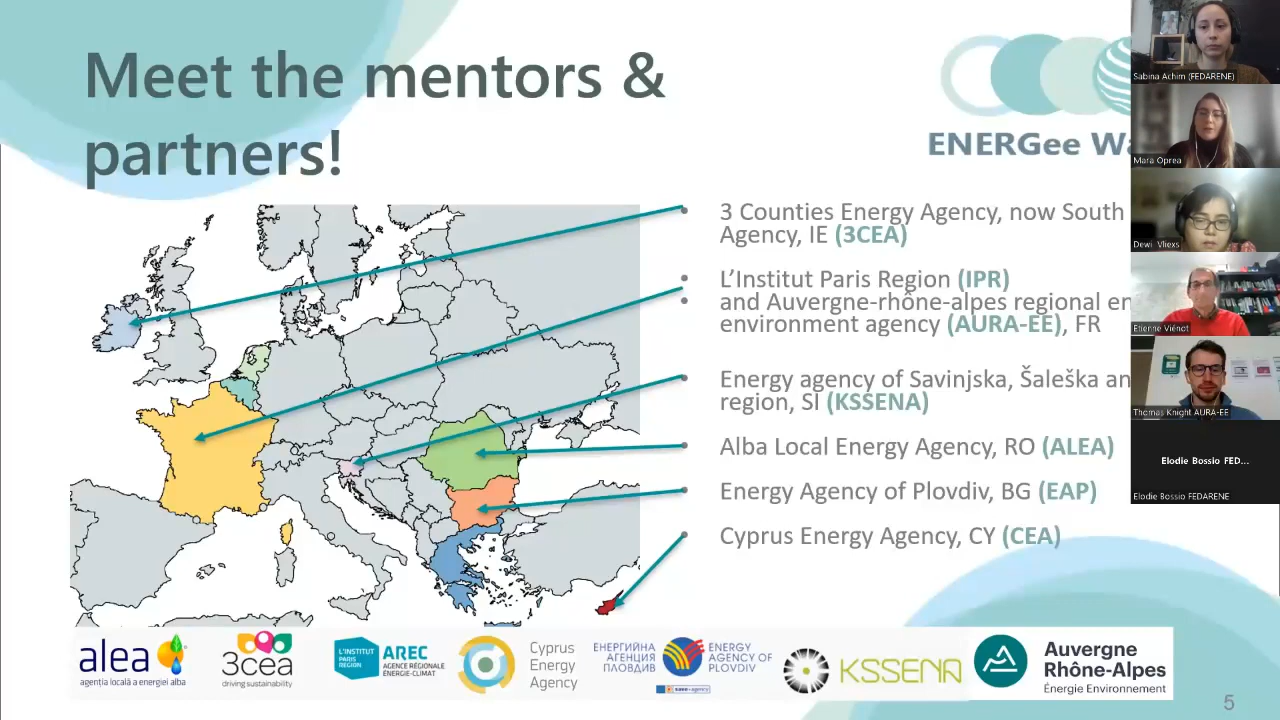 Meet the mentors &
partners!
ENERGee Wa
3 Counties Energy Agency, now South
Agency, IE (3CEA)
L'Institut Paris Region (IPR)
and Auvergne-rhône-alpes regional en
environment agency (AURA-EE), FR
Energy agency of Savinjska, Šaleška an
region, SI (KSSENA)
Alba Local Energy Agency, RO (ALEA)
Energy Agency of Plovdiv, BG (EAP)
Cyprus Energy Agency, CY (CEA)
Sabina Achim (FEDARENE)
Mara Oprea
Dewi Vliexs
Etienne Viénot
Thomas Knight AURA-EE
Elodie Bossio FED...
Elodie Bossio FEDARENE
alea
agenția locală a energiei alba
3cea
driving sustainability
L'INSTITUT
PARIS
REGION
AREC
AGENCE RÉGIONALE
ÉNERGIE-CLIMAT
Cyprus
Energy
Agency
ЕНЕРГИЙНА
АГЕНЦИЯ
ПЛОВДИВ
ENERGY
AGENCY OF
PLOVDIV
KSSENA
Auvergne
Rhône-Alpes
Énergie Environnement
5